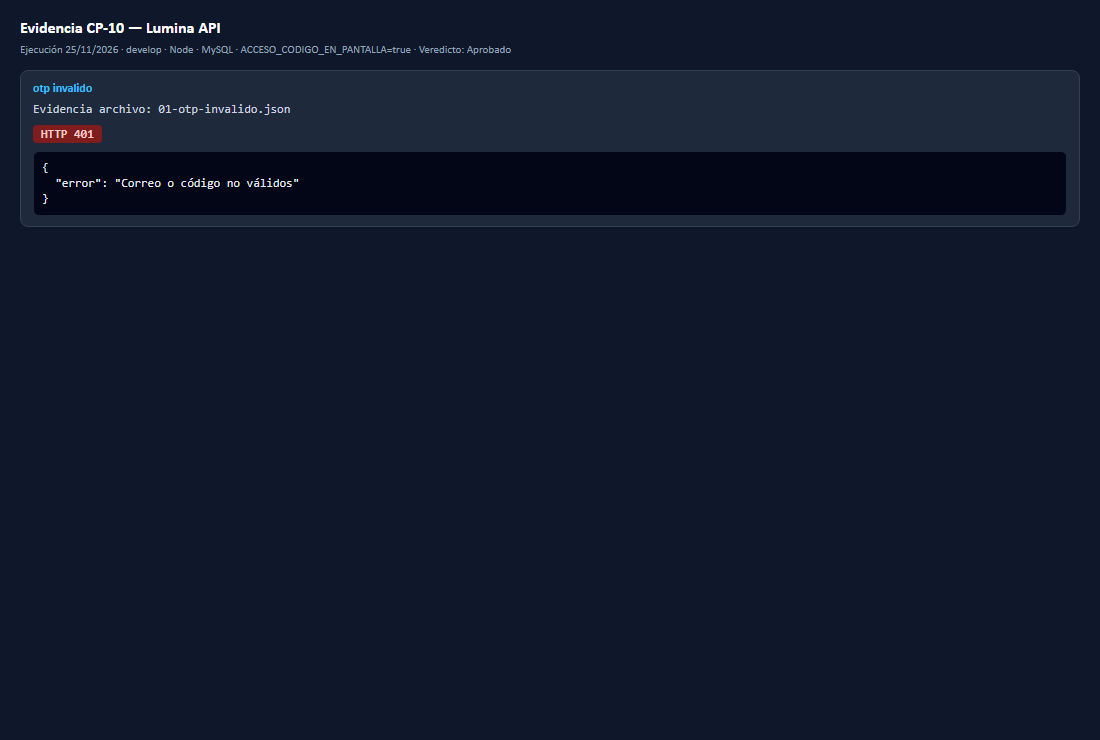 Evidencia CP-10 — Lumina API
Ejecución 25/11/2026 · develop · Node · MySQL · ACCESO_CODIGO_EN_PANTALLA=true · Veredicto: Aprobado
otp invalido
Evidencia archivo: 01-otp-invalido.json
HTTP 401
{
  "error": "Correo o código no válidos"
}